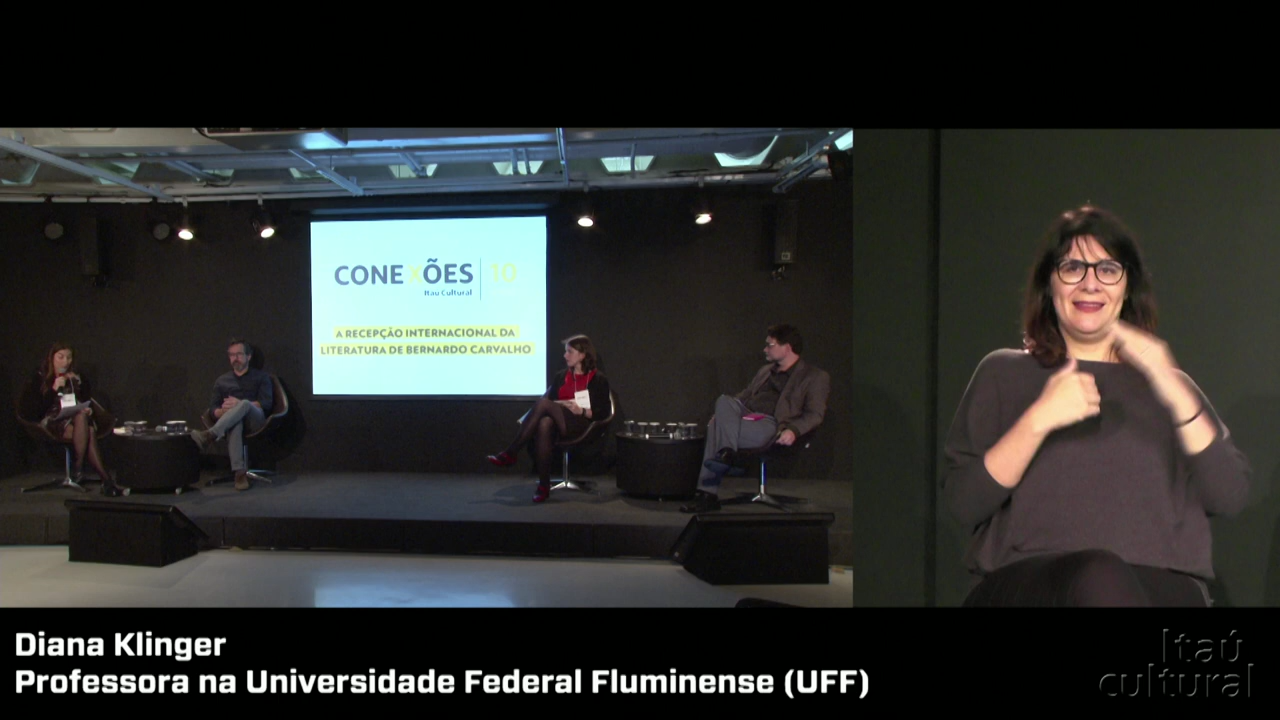 CONEXÕES 10
Itaú Cultural
A RECEPÇÃO INTERNACIONAL DA
LITERATURA DE BERNARDO CARVALHO
Diana Klinger
Professora na Universidade Federal Fluminense (UFF)
Itaú
cultural